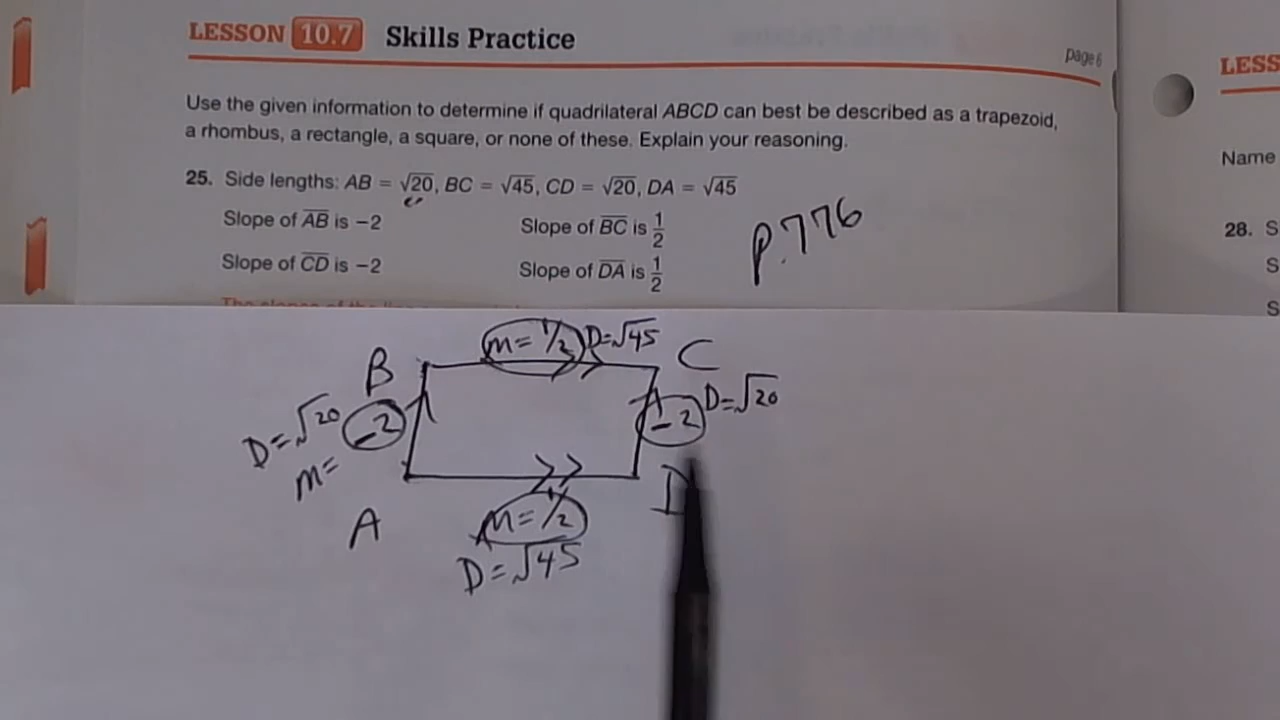 LESSON 10.7 Skills Practice
page 6
LESS
Use the given information to determine if quadrilateral ABCD can best be described as a trapezoid,
a rhombus, a rectangle, a square, or none of these. Explain your reasoning.
Name
25. Side lengths: AB = √20, BC = √45, CD = √20, DA = √45
Slope of AB is −2
Slope of BC is 1/2
p.776
28. S
Slope of CD is −2
Slope of DA is 1/2
S
S
m= 1/2 D=√45
B
C
D=√20
−2
−2
D=√20
m=
D
A
m= 1/2
D=√45